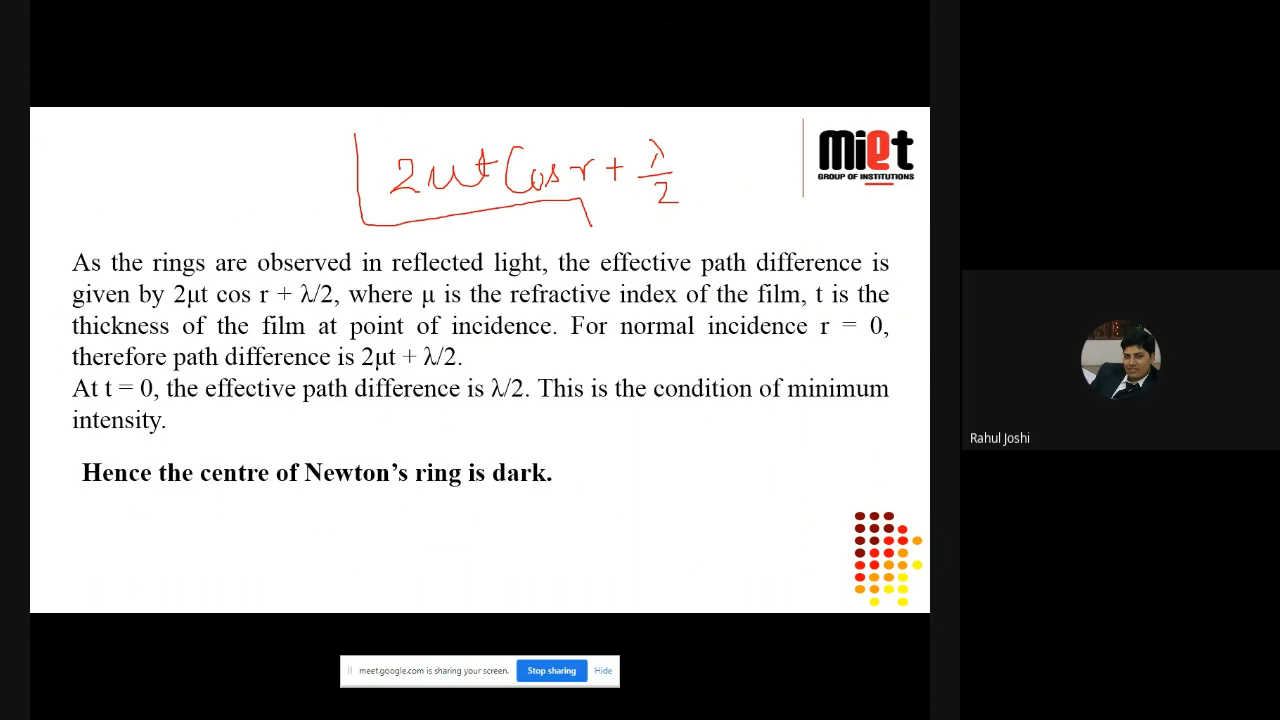 2μt Cos r + λ/2
miet
GROUP OF INSTITUTIONS
As the rings are observed in reflected light, the effective path difference is
given by 2μt cos r + λ/2, where μ is the refractive index of the film, t is the
thickness of the film at point of incidence. For normal incidence r = 0,
therefore path difference is 2μt + λ/2.
At t = 0, the effective path difference is λ/2. This is the condition of minimum
intensity.
Hence the centre of Newton’s ring is dark.
Rahul Joshi
meet.google.com is sharing your screen. Stop sharing Hide